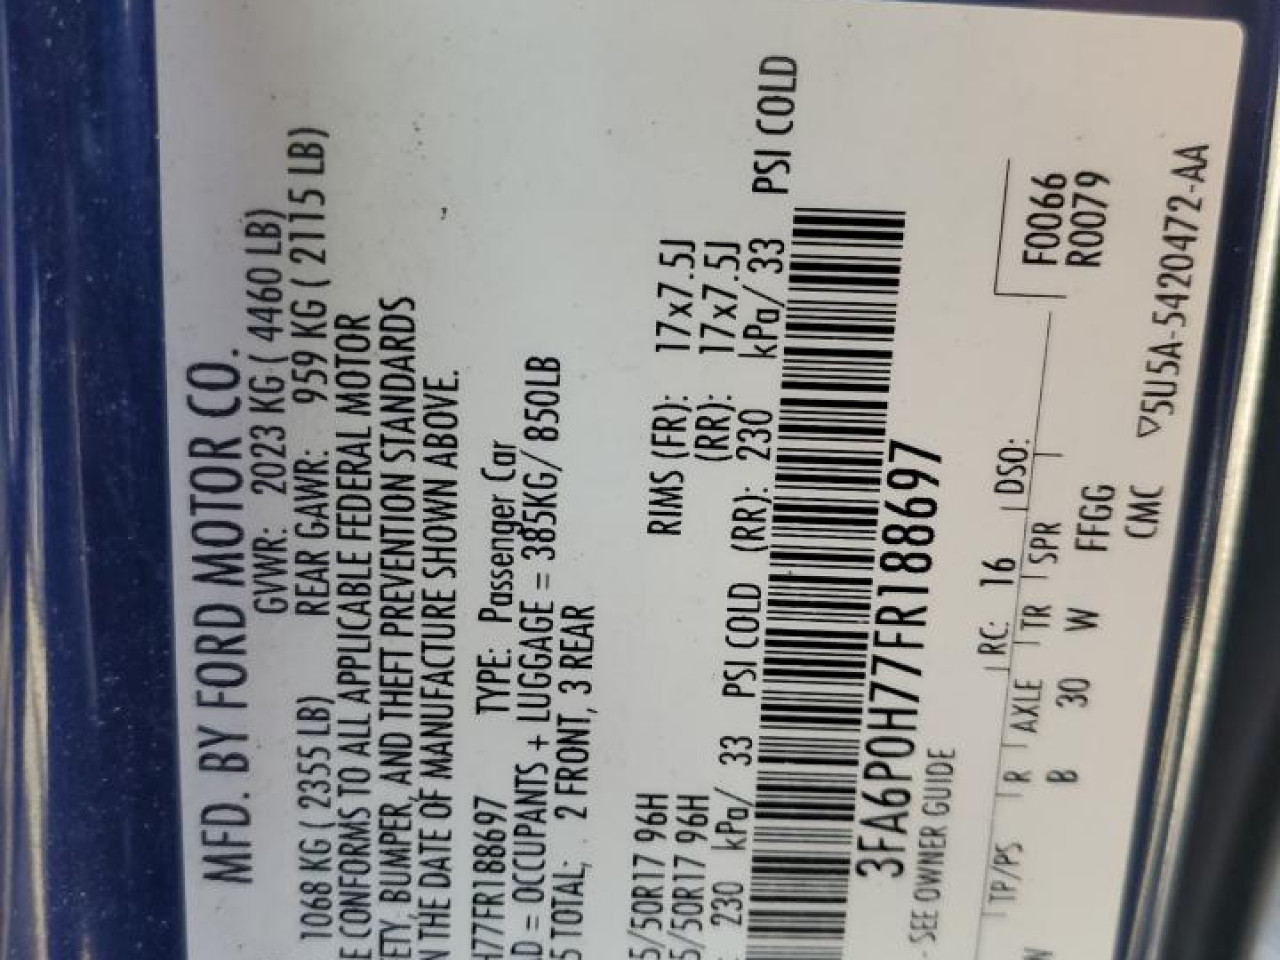 MFD. BY FORD MOTOR CO.
GVWR: 2023 KG ( 4460 LB)
1068 KG ( 2355 LB) REAR GAWR: 959 KG ( 2115 LB)
E CONFORMS TO ALL APPLICABLE FEDERAL MOTOR
ETY, BUMPER, AND THEFT PREVENTION STANDARDS
N THE DATE OF MANUFACTURE SHOWN ABOVE.
H77FR188697 TYPE: Passenger Car
D = OCCUPANTS + LUGGAGE = 385KG/ 850LB
5 TOTAL; . 2 FRONT, 3 REAR
5/50R17 96H RIMS (FR): 17x7.5J
5/50R17 96H (RR): 17x7.5J
230 kPa/ 33 PSI COLD (RR): 230 kPa/ 33 PSI COLD
3FA6P0H77FR188697
- SEE OWNER GUIDE
RC: 16 DSO:
TP/PS R AXLE TR SPR F0066
B 30 W FFGG R0079
CMC
▽5U5A-5420472-AA